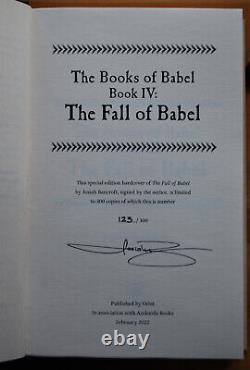 The Books of Babel
Book IV:
The Fall of Babel
This special edition hardcover of The Fall of Babel
by Josiah Bancroft, signed by the author, is limited
to 300 copies of which this is number
123 / 300
Published by Orbit
in association with Anderida Books
February 2022